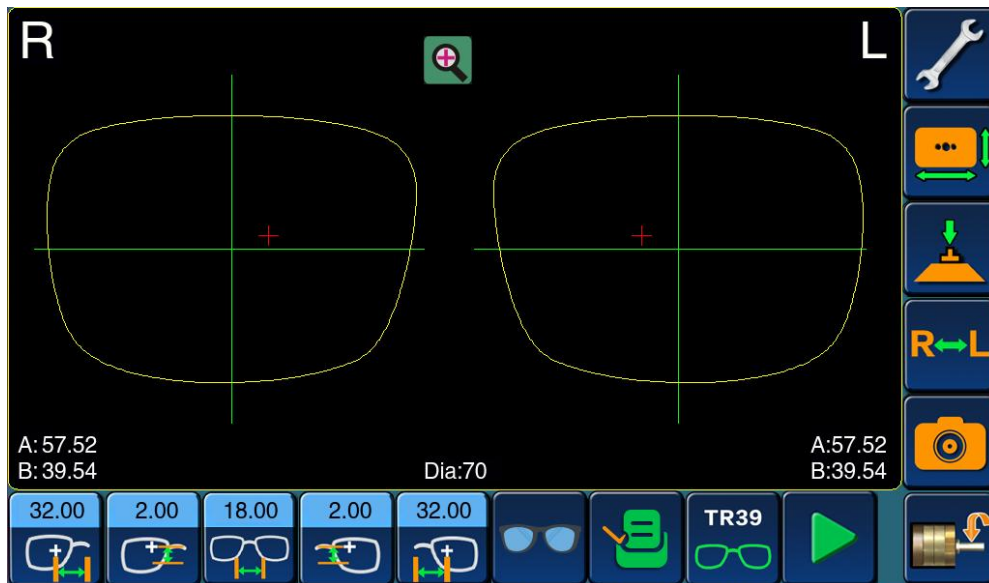 R
L
A: 57.52
B: 39.54
Dia:70
A:57.52
B:39.54
32.00
2.00
18.00
2.00
32.00
TR39
R L